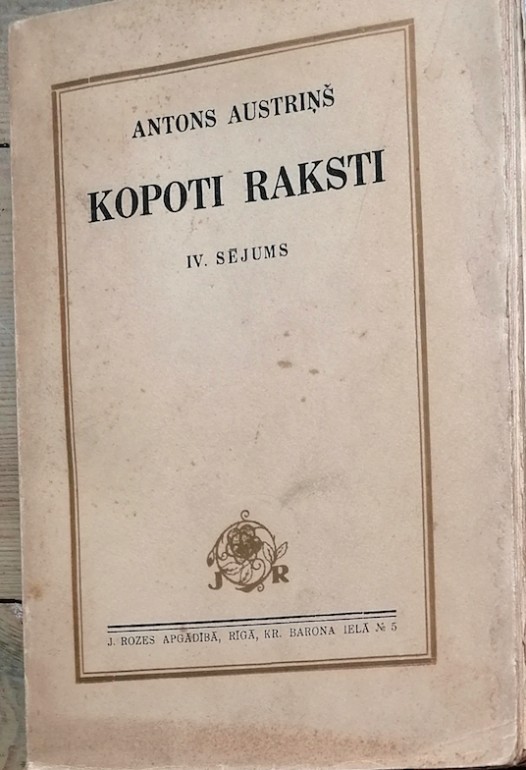 ANTONS AUSTRIŅŠ
KOPOTI RAKSTI
IV. SĒJUMS
J R
J. ROZES APGĀDĪBĀ, RĪGĀ, KR. BARONA IELĀ № 5